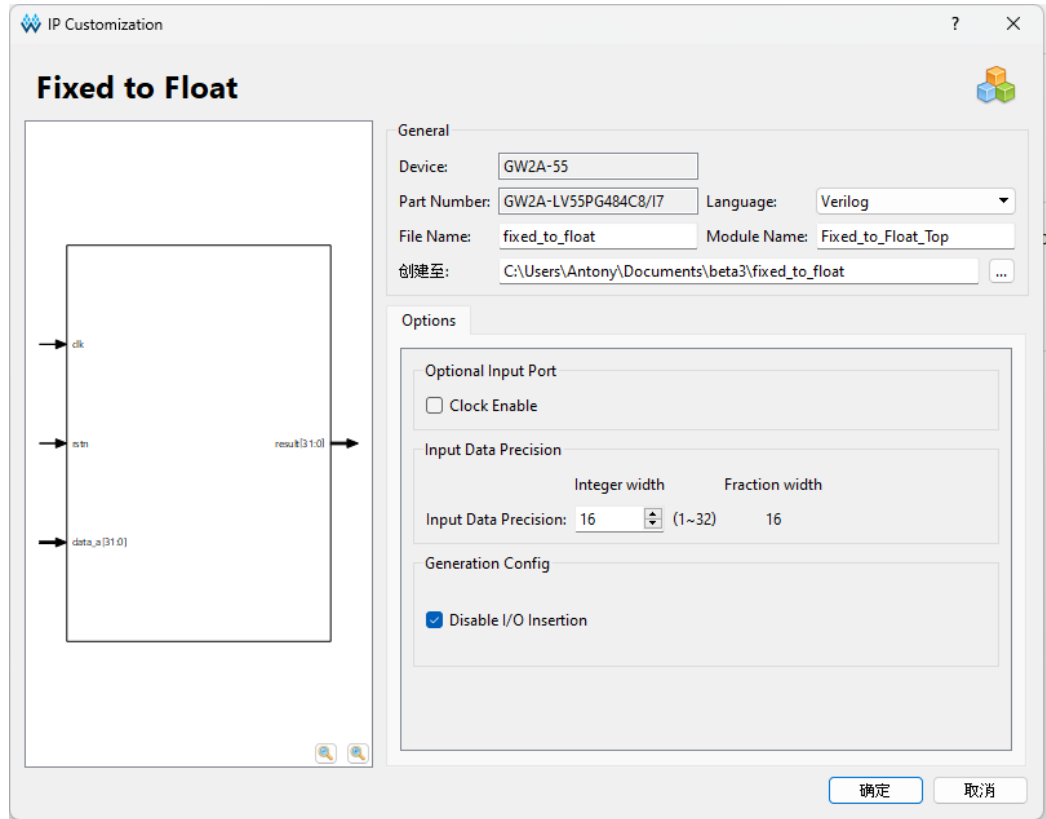 IP Customization
?
Fixed to Float
General
Device: GW2A-55
Part Number: GW2A-LV55PG484C8/I7 Language: Verilog
File Name: fixed_to_float Module Name: Fixed_to_Float_Top
创建至: C:\Users\Antony\Documents\beta3\fixed_to_float ...
clk
rstn
result[31:0]
data_a[31:0]
Options
Optional Input Port
Clock Enable
Input Data Precision
Integer width Fraction width
Input Data Precision: 16 (1~32) 16
Generation Config
Disable I/O Insertion
确定 取消